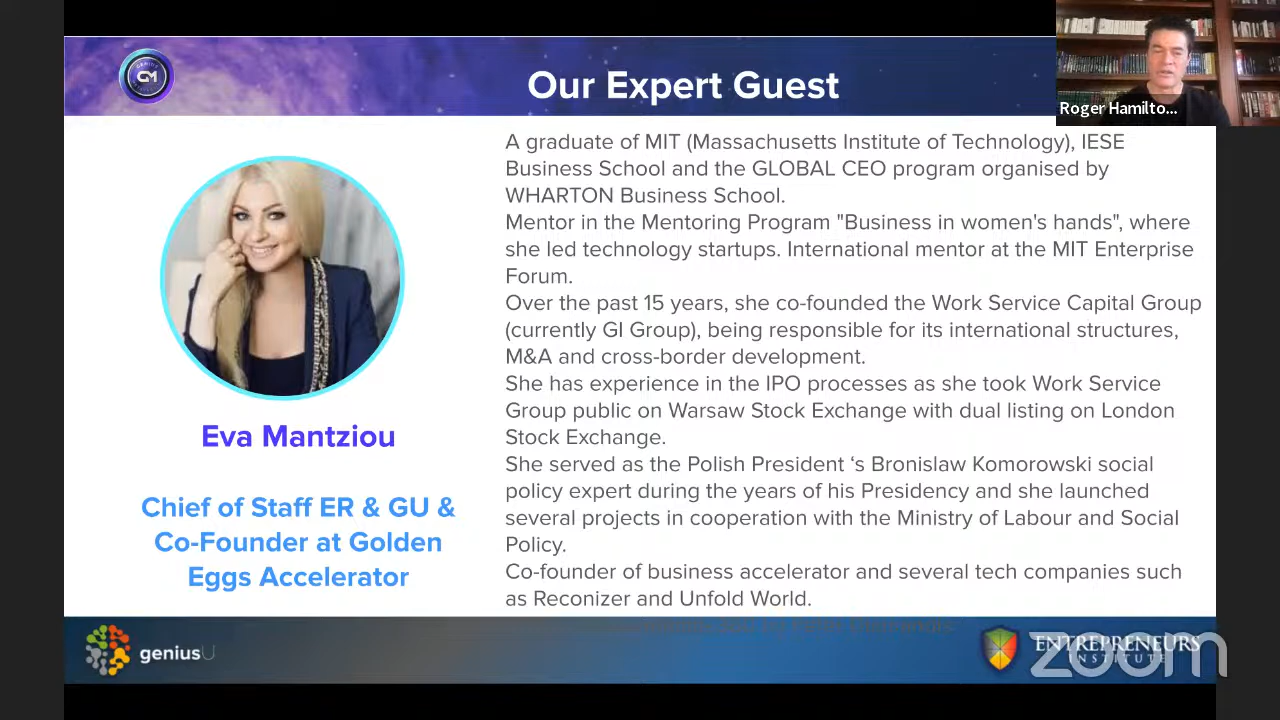 Our Expert Guest
Roger Hamilto...
GM
A graduate of MIT (Massachusetts Institute of Technology), IESE
Business School and the GLOBAL CEO program organised by
WHARTON Business School.
Mentor in the Mentoring Program "Business in women's hands", where
she led technology startups. International mentor at the MIT Enterprise
Forum.
Over the past 15 years, she co-founded the Work Service Capital Group
(currently GI Group), being responsible for its international structures,
M&A and cross-border development.
She has experience in the IPO processes as she took Work Service
Group public on Warsaw Stock Exchange with dual listing on London
Stock Exchange.
She served as the Polish President ‘s Bronislaw Komorowski social
policy expert during the years of his Presidency and she launched
several projects in cooperation with the Ministry of Labour and Social
Policy.
Co-founder of business accelerator and several tech companies such
as Reconizer and Unfold World.
Eva Mantziou
Chief of Staff ER & GU &
Co-Founder at Golden
Eggs Accelerator
geniusU
ENTREPRENEURS
INSTITUTE
zoom